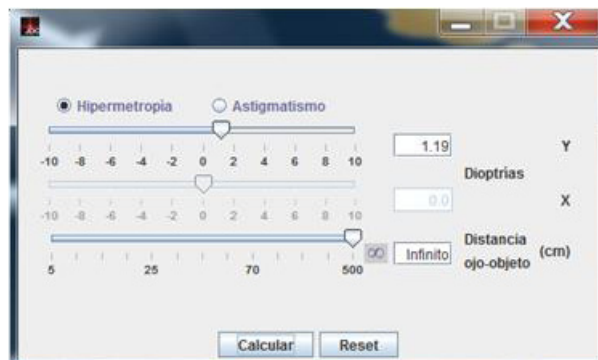 Hipermetropia Astigmatismo
-10 -8 -6 -4 -2 0 2 4 6 8 10
1.19 Y
Dioptrías
0.0 X
-10 -8 -6 -4 -2 0 2 4 6 8 10
∞ Infinito Distancia ojo-objeto (cm)
5 25 70 500
Calcular Reset